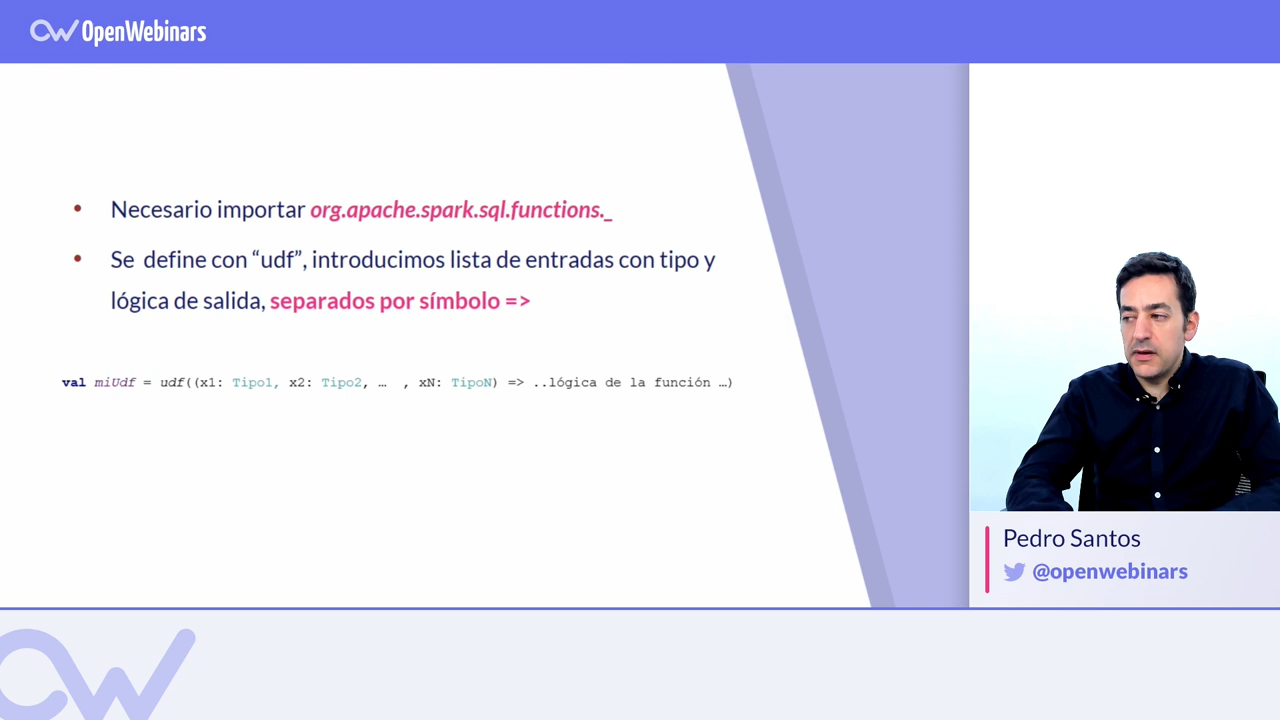 OpenWebinars
• Necesario importar org.apache.spark.sql.functions._
• Se define con “udf”, introducimos lista de entradas con tipo y
lógica de salida, separados por símbolo =>
val miUdf = udf((x1: Tipo1, x2: Tipo2, … , xN: TipoN) => ..lógica de la función …)
Pedro Santos
@openwebinars